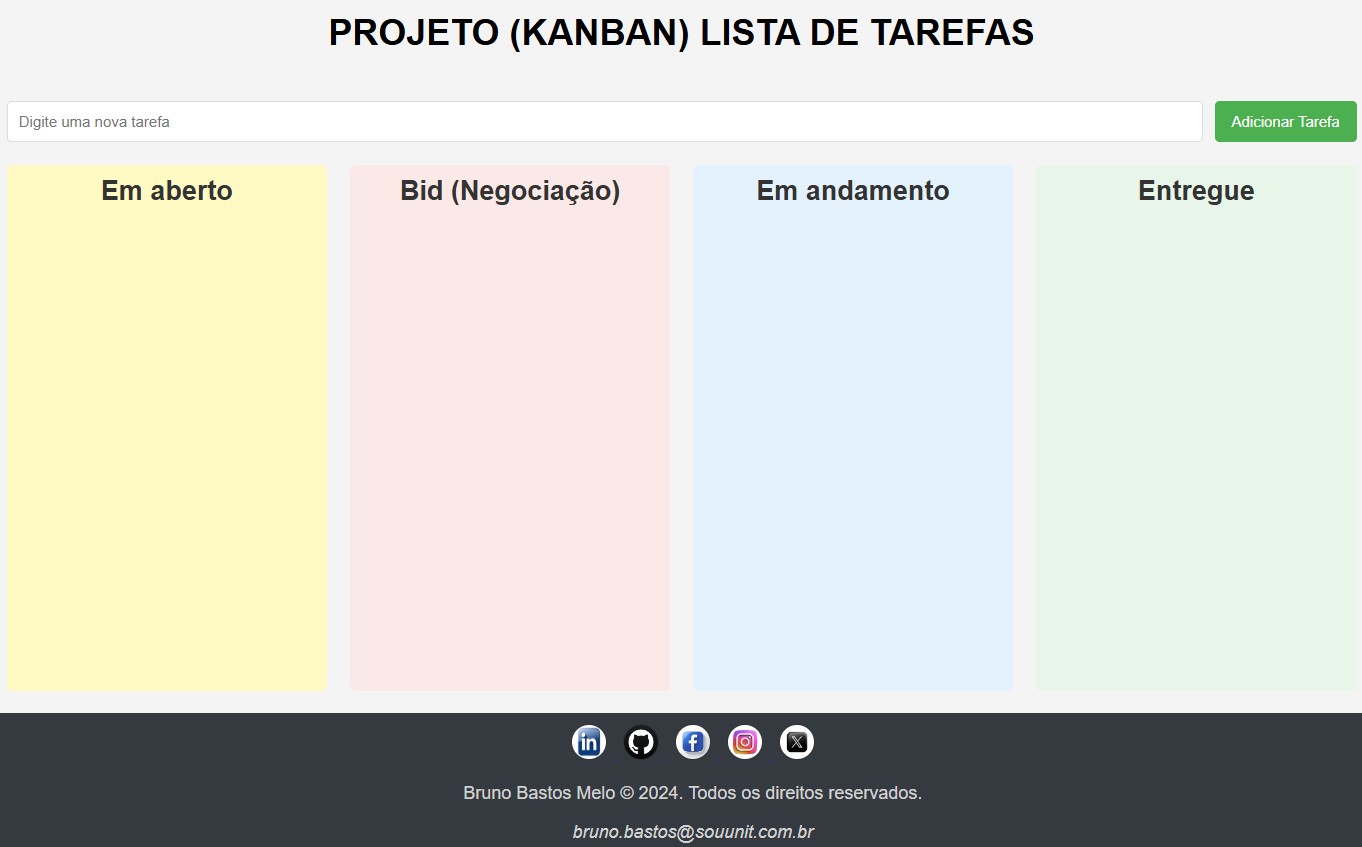 PROJETO (KANBAN) LISTA DE TAREFAS
Digite uma nova tarefa
Adicionar Tarefa
Em aberto
Bid (Negociação)
Em andamento
Entregue
in
f
X
Bruno Bastos Melo © 2024. Todos os direitos reservados.
bruno.bastos@souunit.com.br